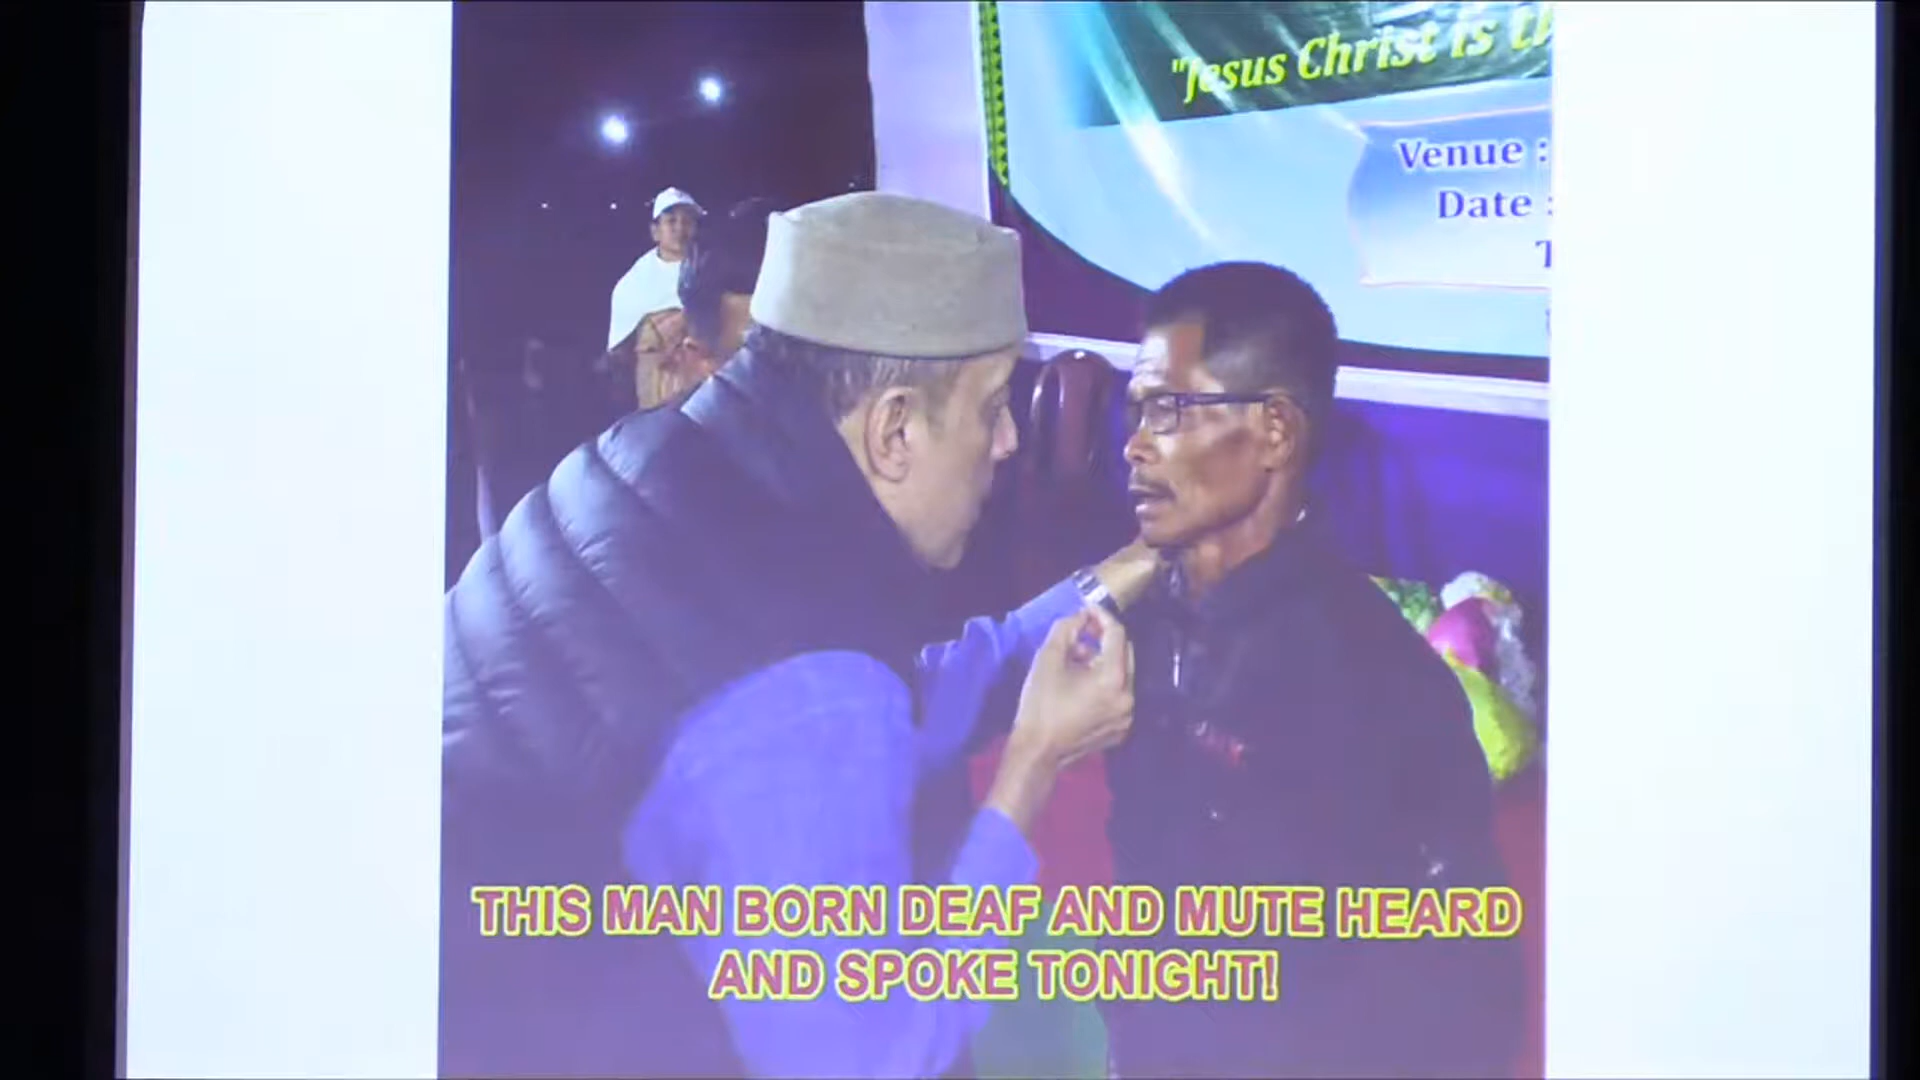 "Jesus Christ is
Venue :
Date :
THIS MAN BORN DEAF AND MUTE HEARD
AND SPOKE TONIGHT!